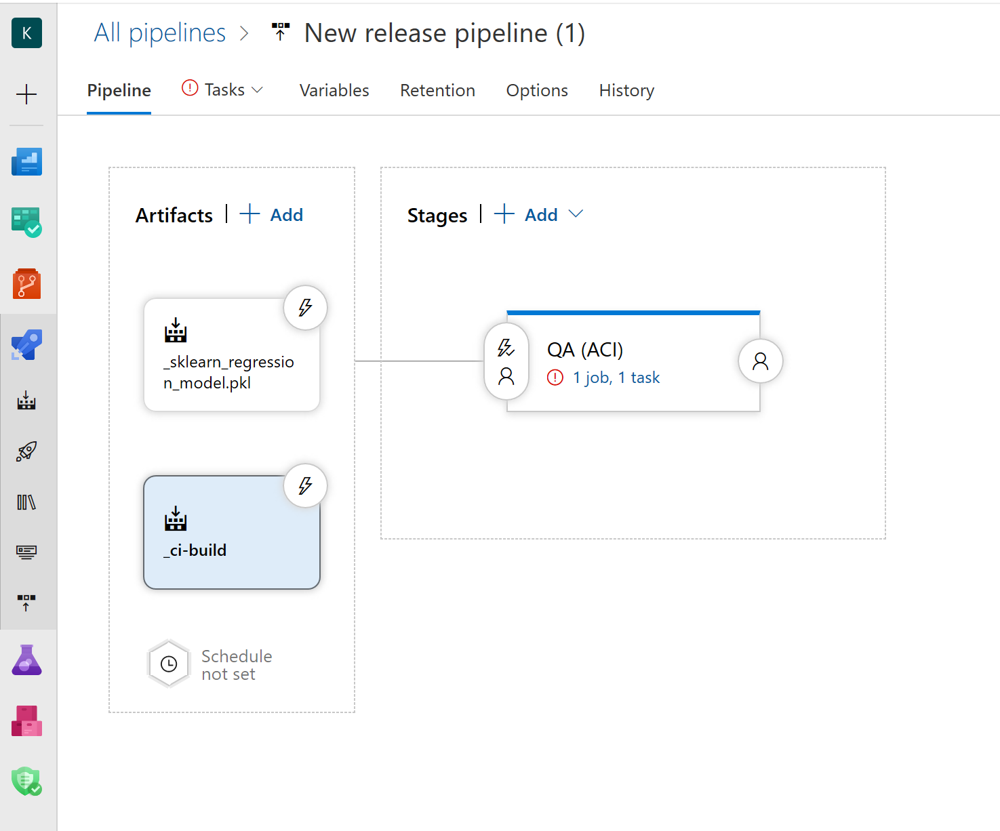 K
All pipelines > New release pipeline (1)
Pipeline Tasks Variables Retention Options History
Artifacts | + Add
Stages | + Add
_sklearn_regressio
n_model.pkl
QA (ACI)
1 job, 1 task
_ci-build
Schedule
not set